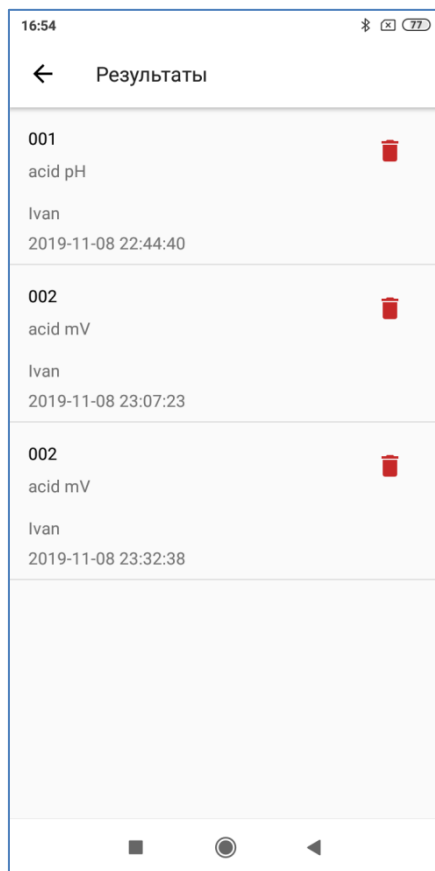 16:54
77
Результаты
001
acid pH
Ivan
2019-11-08 22:44:40
002
acid mV
Ivan
2019-11-08 23:07:23
002
acid mV
Ivan
2019-11-08 23:32:38